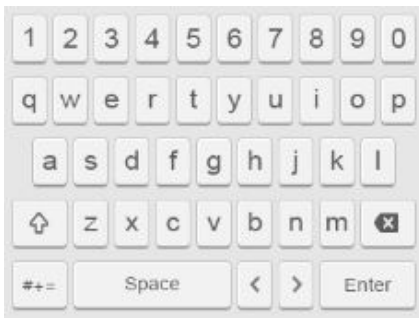 1 2 3 4 5 6 7 8 9 0
q w e r t y u i o p
a s d f g h j k l
z x c v b n m
#+= Space < > Enter